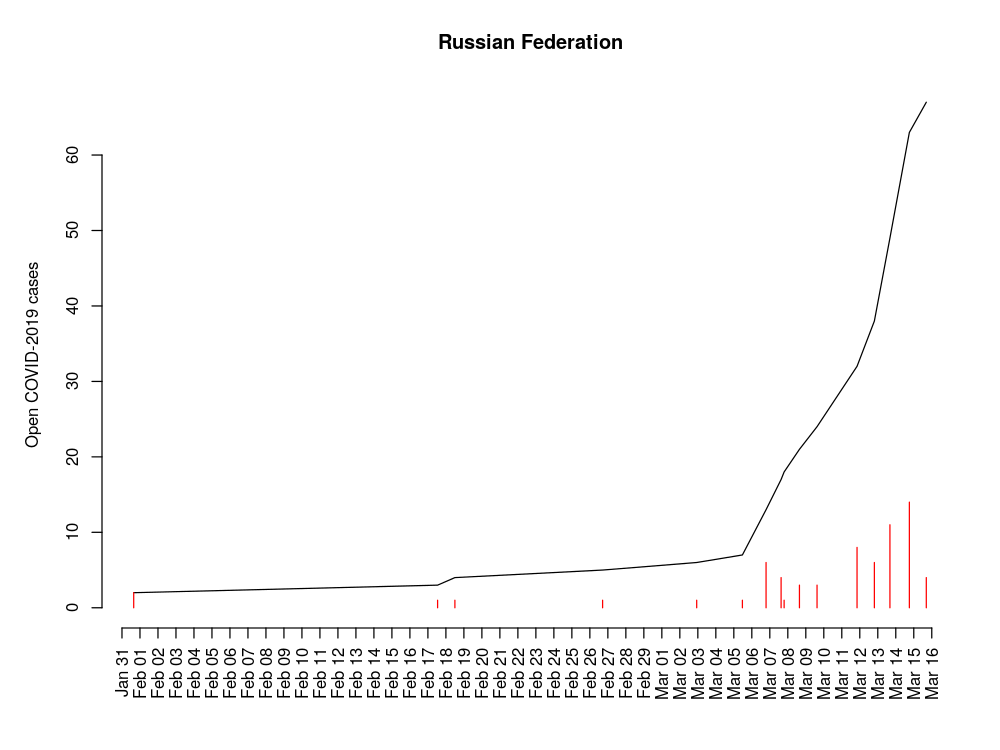 Russian Federation
Open COVID-2019 cases
60
50
40
30
20
10
0
Jan 31
Feb 01
Feb 02
Feb 03
Feb 04
Feb 05
Feb 06
Feb 07
Feb 08
Feb 09
Feb 10
Feb 11
Feb 12
Feb 13
Feb 14
Feb 15
Feb 16
Feb 17
Feb 18
Feb 19
Feb 20
Feb 21
Feb 22
Feb 23
Feb 24
Feb 25
Feb 26
Feb 27
Feb 28
Feb 29
Mar 01
Mar 02
Mar 03
Mar 04
Mar 05
Mar 06
Mar 07
Mar 08
Mar 09
Mar 10
Mar 11
Mar 12
Mar 13
Mar 14
Mar 15
Mar 16